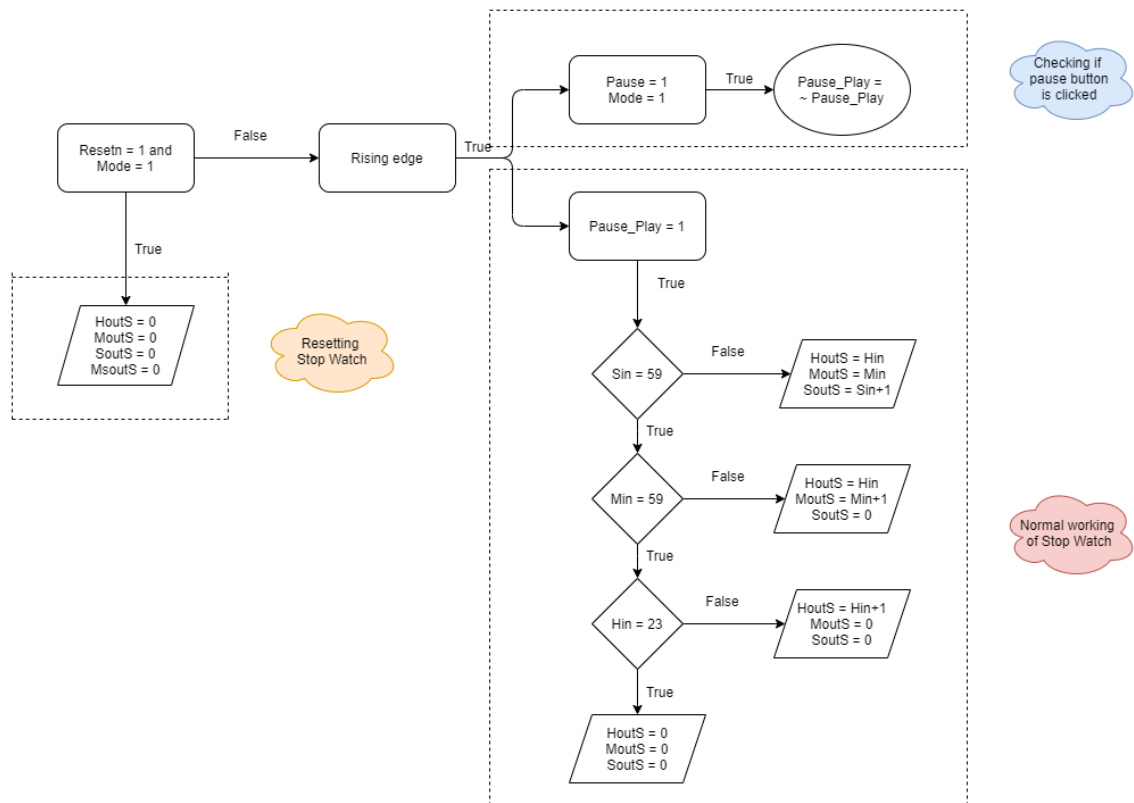 Pause = 1
Mode = 1
True
Pause_Play =
~ Pause_Play
Checking if
pause button
is clicked
Resetn = 1 and
Mode = 1
False
Rising edge
True
True
HoutS = 0
MoutS = 0
SoutS = 0
MsoutS = 0
Resetting
Stop Watch
Pause_Play = 1
True
Sin = 59
False
HoutS = Hin
MoutS = Min
SoutS = Sin+1
True
Min = 59
False
HoutS = Hin
MoutS = Min+1
SoutS = 0
True
Normal working
of Stop Watch
Hin = 23
False
HoutS = Hin+1
MoutS = 0
SoutS = 0
True
HoutS = 0
MoutS = 0
SoutS = 0